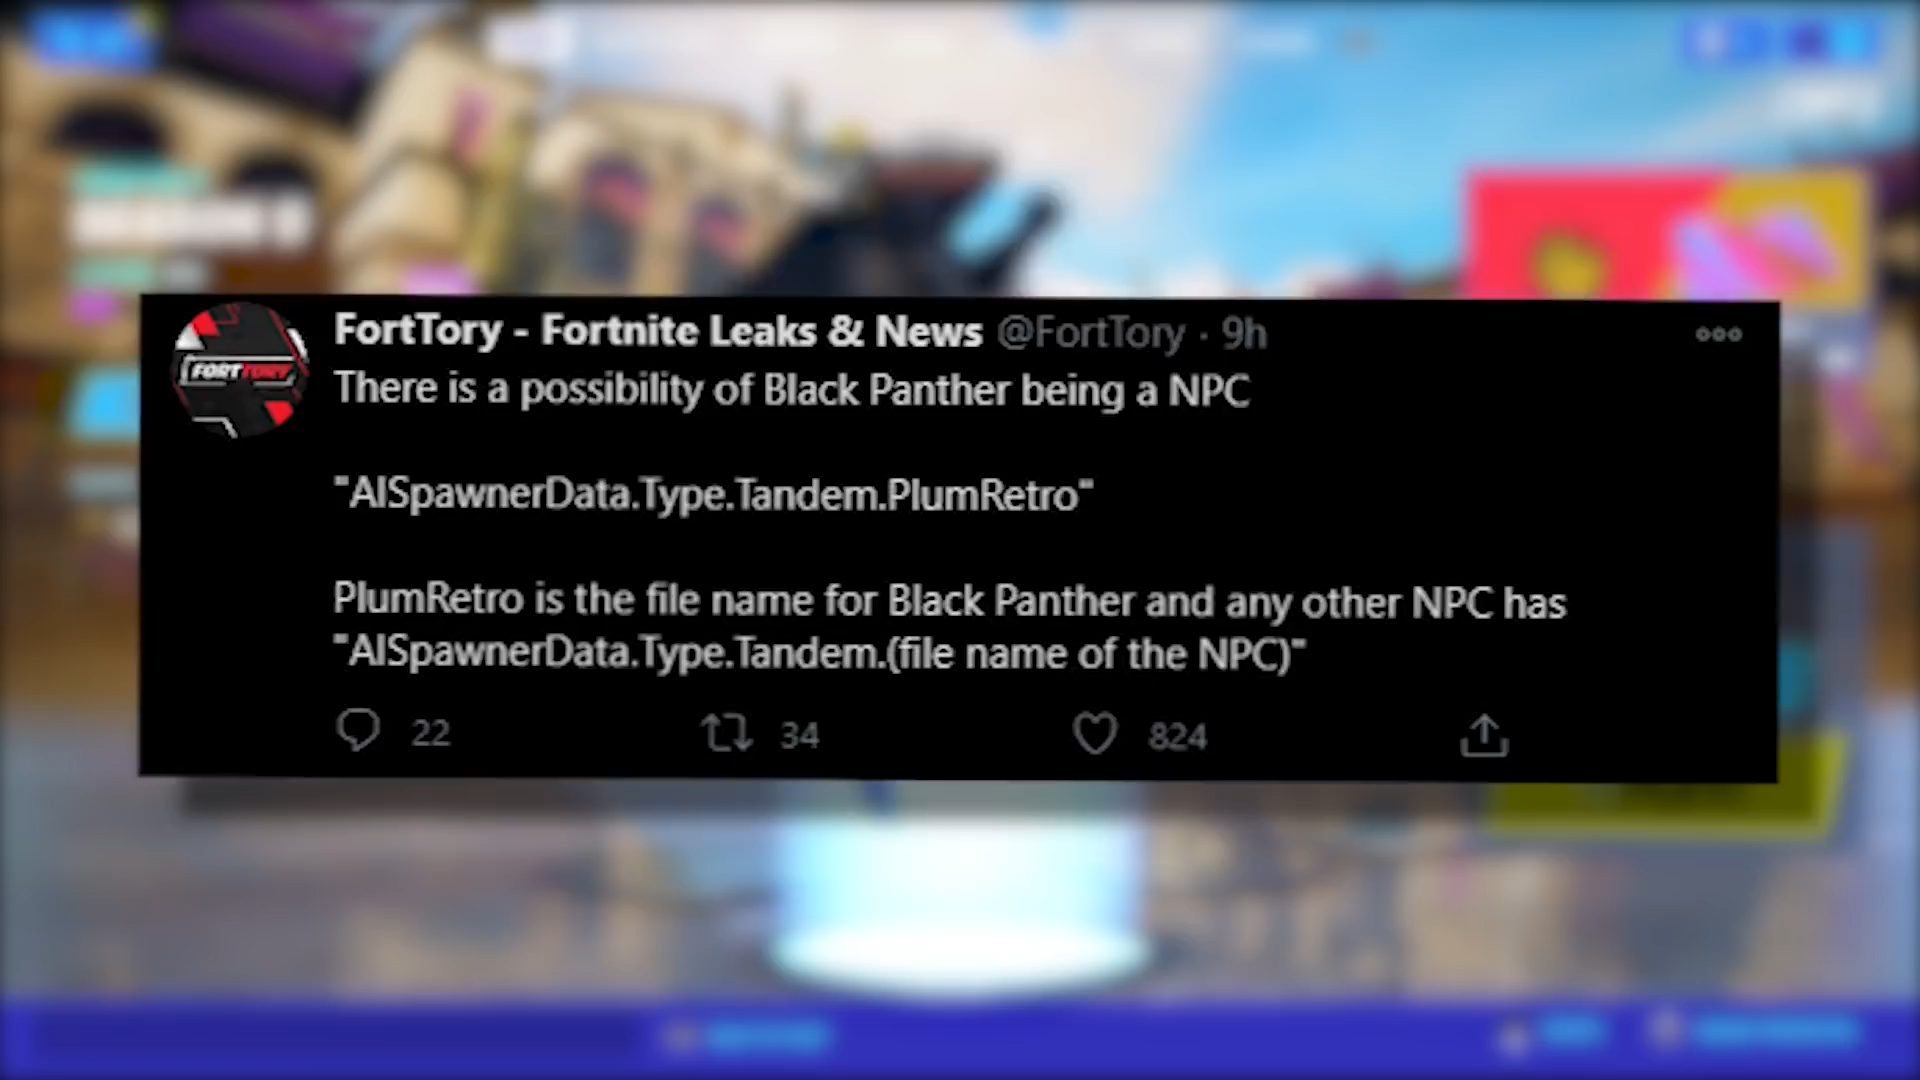 FortTory - Fortnite Leaks & News @FortTory · 9h
There is a possibility of Black Panther being a NPC
"AISpawnerData.Type.Tandem.PlumRetro"
PlumRetro is the file name for Black Panther and any other NPC has
"AISpawnerData.Type.Tandem.(file name of the NPC)"
22 34 824
FORTTORY